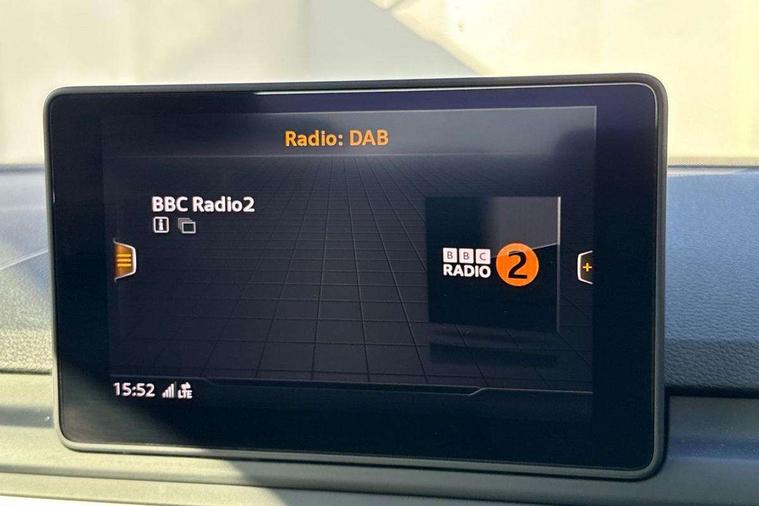 Radio: DAB
BBC Radio2
BBC
RADIO 2
15:52 LTE